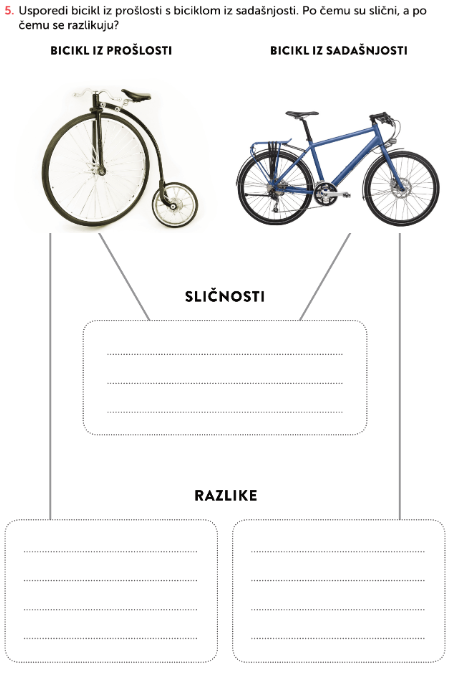 5. Usporedi bicikl iz prošlosti s biciklom iz sadašnjosti. Po čemu su slični, a po
čemu se razlikuju?
BICIKL IZ PROŠLOSTI
BICIKL IZ SADAŠNJOSTI
SLIČNOSTI
RAZLIKE